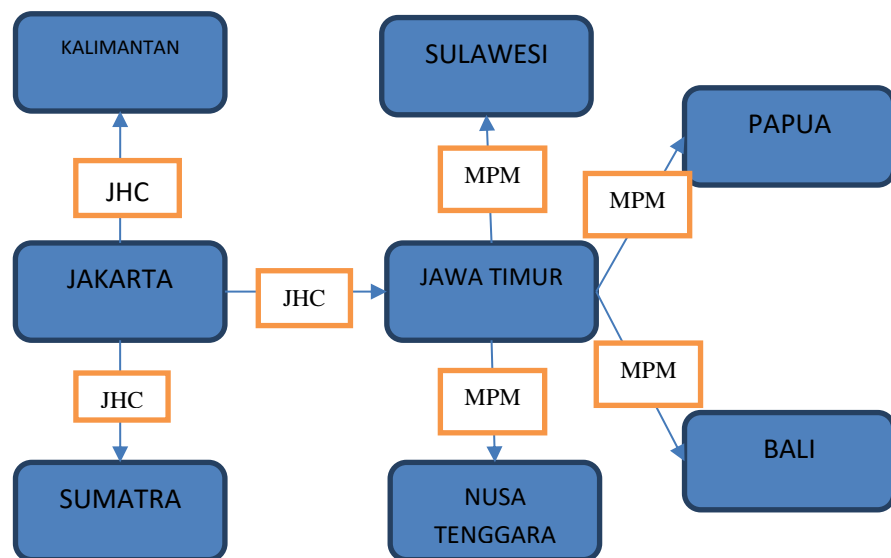 KALIMANTAN
SULAWESI
PAPUA
JHC
MPM
MPM
JAKARTA
JHC
JAWA TIMUR
JHC
MPM
MPM
SUMATRA
NUSA
TENGGARA
BALI